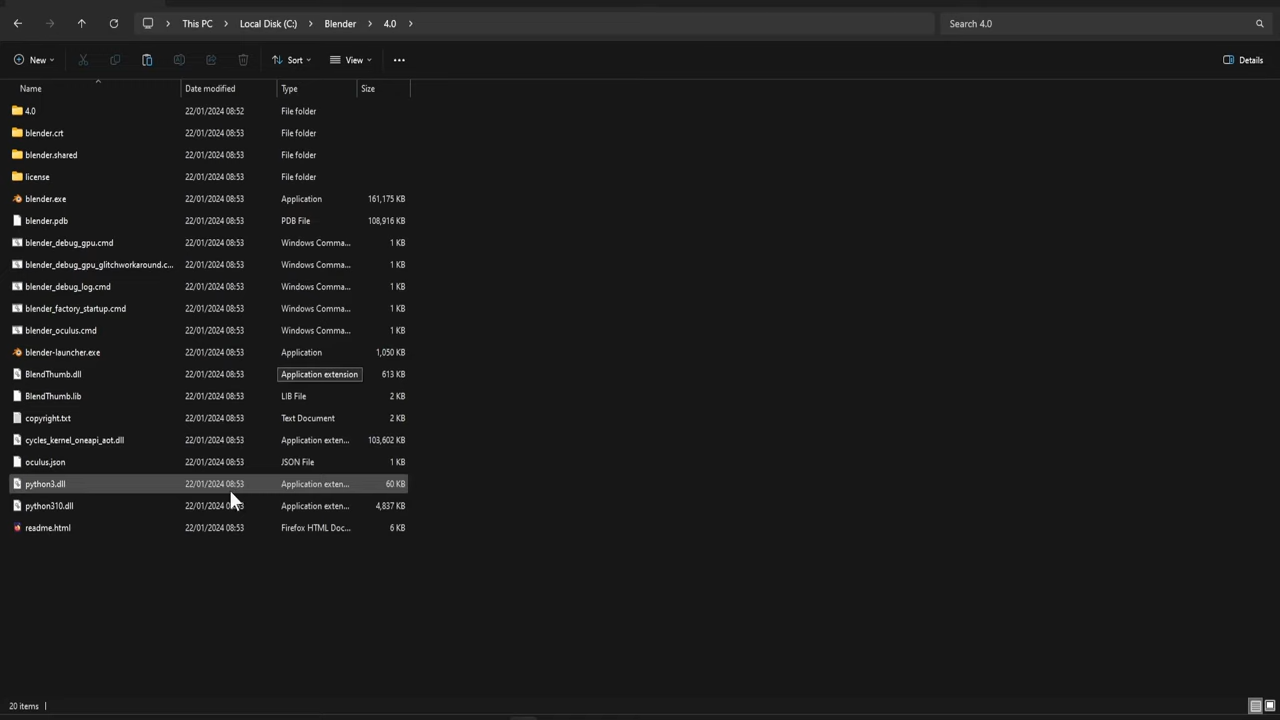 This PC Local Disk (C:) Blender 4.0 Search 4.0
New Sort View Details
Name Date modified Type Size
4.0 22/01/2024 08:52 File folder
blender.crt 22/01/2024 08:53 File folder
blender.shared 22/01/2024 08:53 File folder
license 22/01/2024 08:53 File folder
blender.exe 22/01/2024 08:53 Application 161,175 KB
blender.pdb 22/01/2024 08:53 PDB File 108,916 KB
blender_debug_gpu.cmd 22/01/2024 08:53 Windows Comma... 1 KB
blender_debug_gpu_glitchworkaround.c... 22/01/2024 08:53 Windows Comma... 1 KB
blender_debug_log.cmd 22/01/2024 08:53 Windows Comma... 1 KB
blender_factory_startup.cmd 22/01/2024 08:53 Windows Comma... 1 KB
blender_oculus.cmd 22/01/2024 08:53 Windows Comma... 1 KB
blender-launcher.exe 22/01/2024 08:53 Application 1,050 KB
BlendThumb.dll 22/01/2024 08:53 Application extension 613 KB
BlendThumb.lib 22/01/2024 08:53 LIB File 2 KB
copyright.txt 22/01/2024 08:53 Text Document 2 KB
cycles_kernel_oneapi_aot.dll 22/01/2024 08:53 Application exten... 103,602 KB
oculus.json 22/01/2024 08:53 JSON File 1 KB
python3.dll 22/01/2024 08:53 Application exten... 60 KB
python310.dll 22/01/2024 Application exten... 4,837 KB
readme.html 22/01/2024 08:53 Firefox HTML Doc... 6 KB
20 items